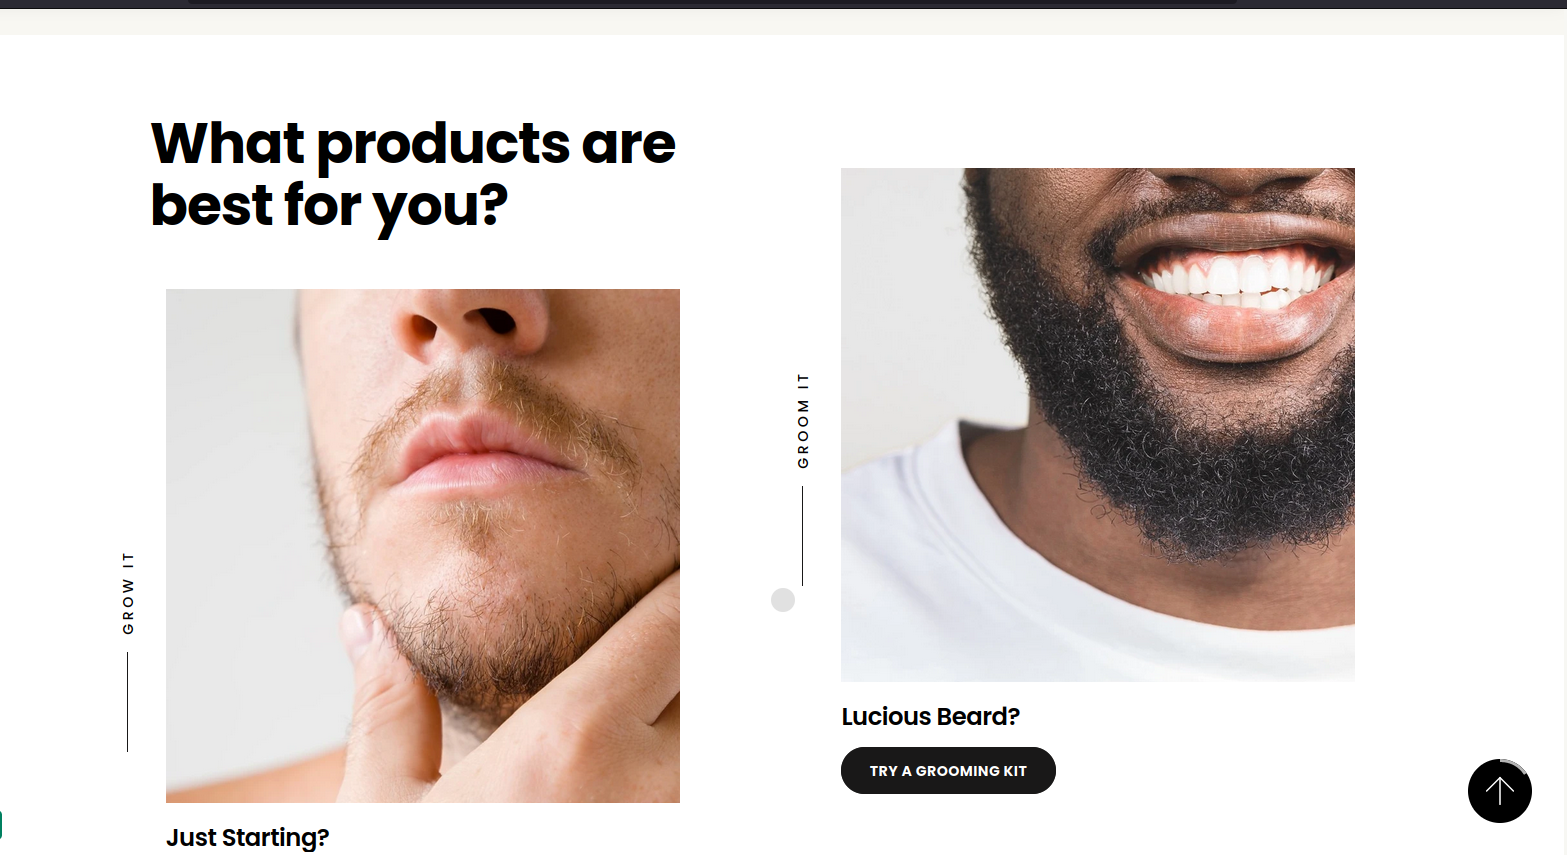 What products are
best for you?
GROW IT
Just Starting?
GROOM IT
Lucious Beard?
TRY A GROOMING KIT